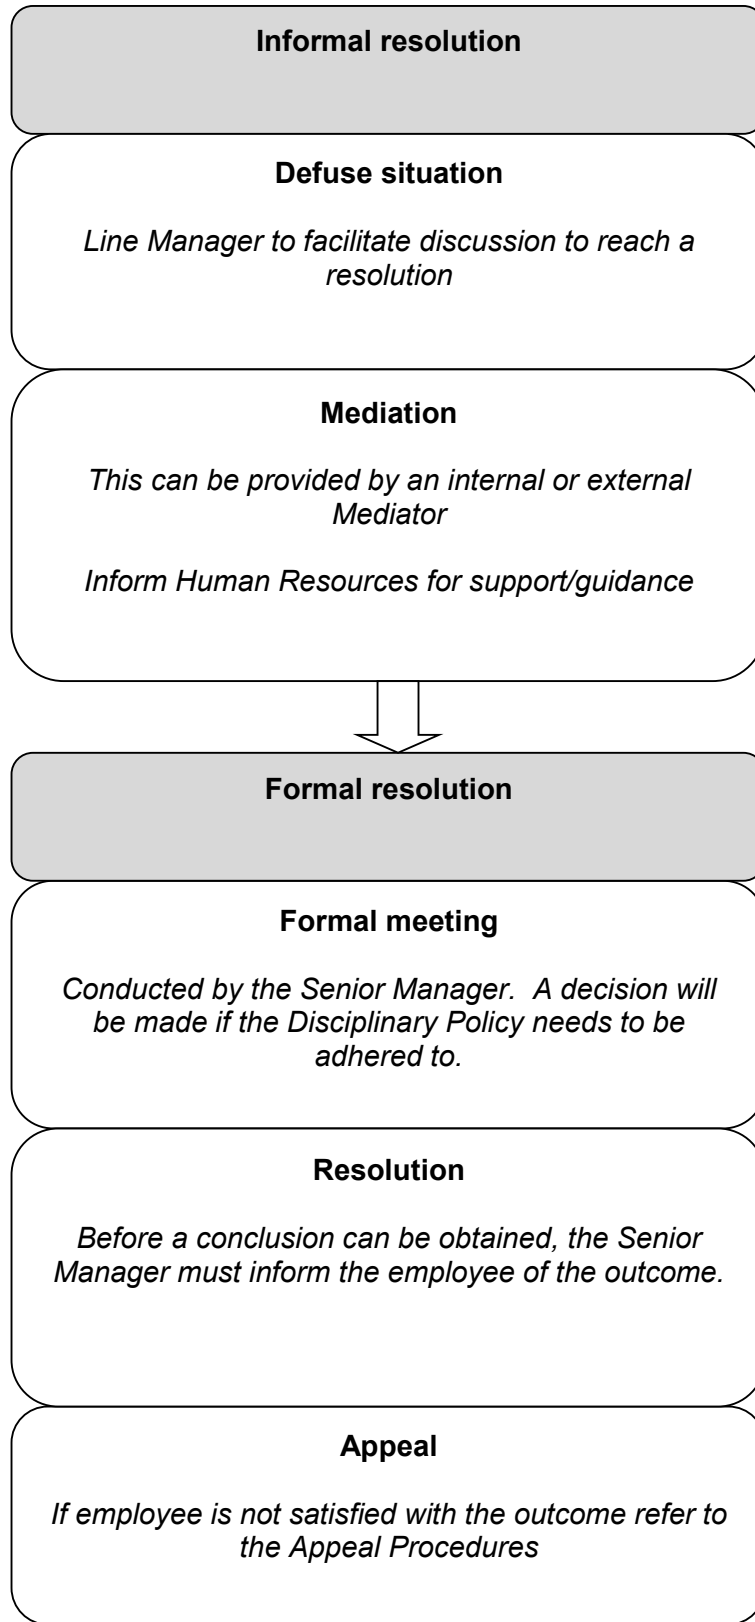 Informal resolution
Defuse situation
Line Manager to facilitate discussion to reach a
resolution
Mediation
This can be provided by an internal or external
Mediator
Inform Human Resources for support/guidance
Formal resolution
Formal meeting
Conducted by the Senior Manager.  A decision will
be made if the Disciplinary Policy needs to be
adhered to.
Resolution
Before a conclusion can be obtained, the Senior
Manager must inform the employee of the outcome.
Appeal
If employee is not satisfied with the outcome refer to
the Appeal Procedures